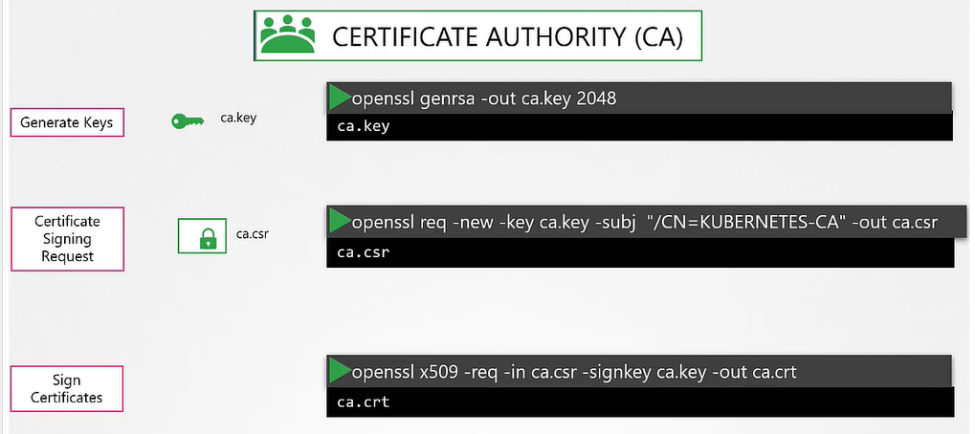 CERTIFICATE AUTHORITY (CA)
Generate Keys
ca.key
openssl genrsa -out ca.key 2048
ca.key
Certificate
Signing
Request
ca.csr
openssl req -new -key ca.key -subj "/CN=KUBERNETES-CA" -out ca.csr
ca.csr
Sign
Certificates
openssl x509 -req -in ca.csr -signkey ca.key -out ca.crt
ca.crt